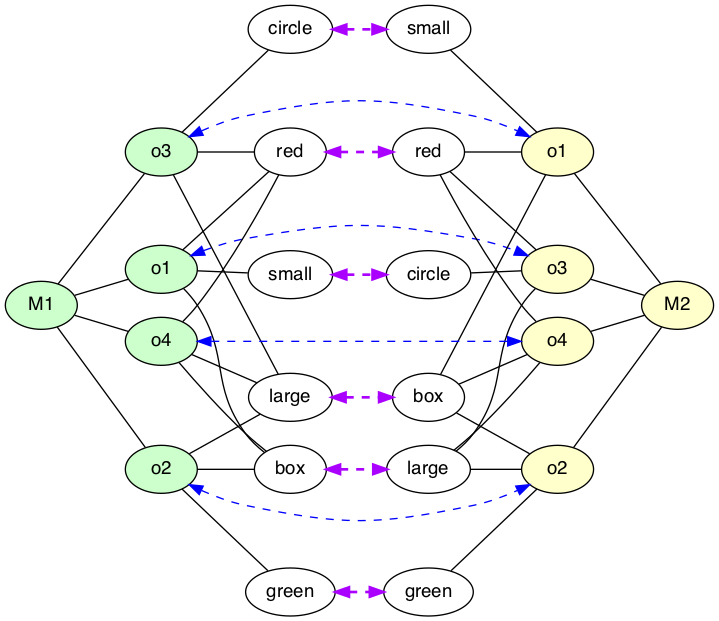 circle small
o3 red red o1
o1 small circle o3
M1 M2
o4 o4
large box
o2 box large o2
green green